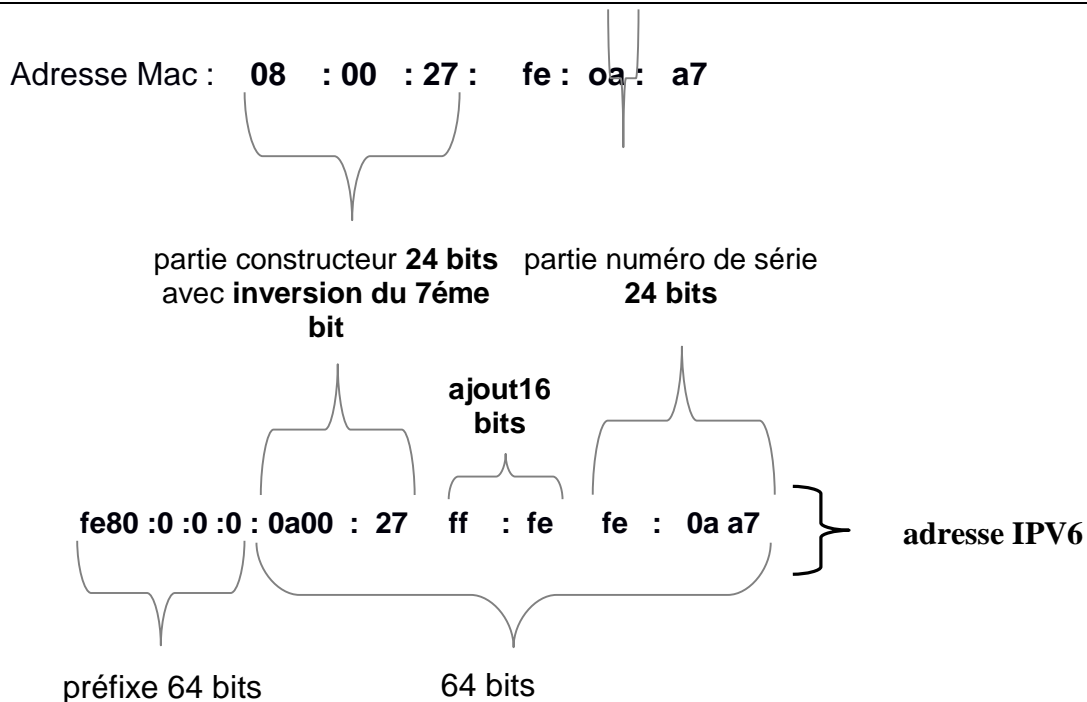 Adresse Mac : 08 : 00 : 27 : fe : oa : a7
partie constructeur 24 bits
avec inversion du 7éme
bit
partie numéro de série
24 bits
ajout16
bits
fe80 :0 :0 :0 : 0a00 : 27 ff : fe fe : 0a a7
adresse IPV6
préfixe 64 bits
64 bits